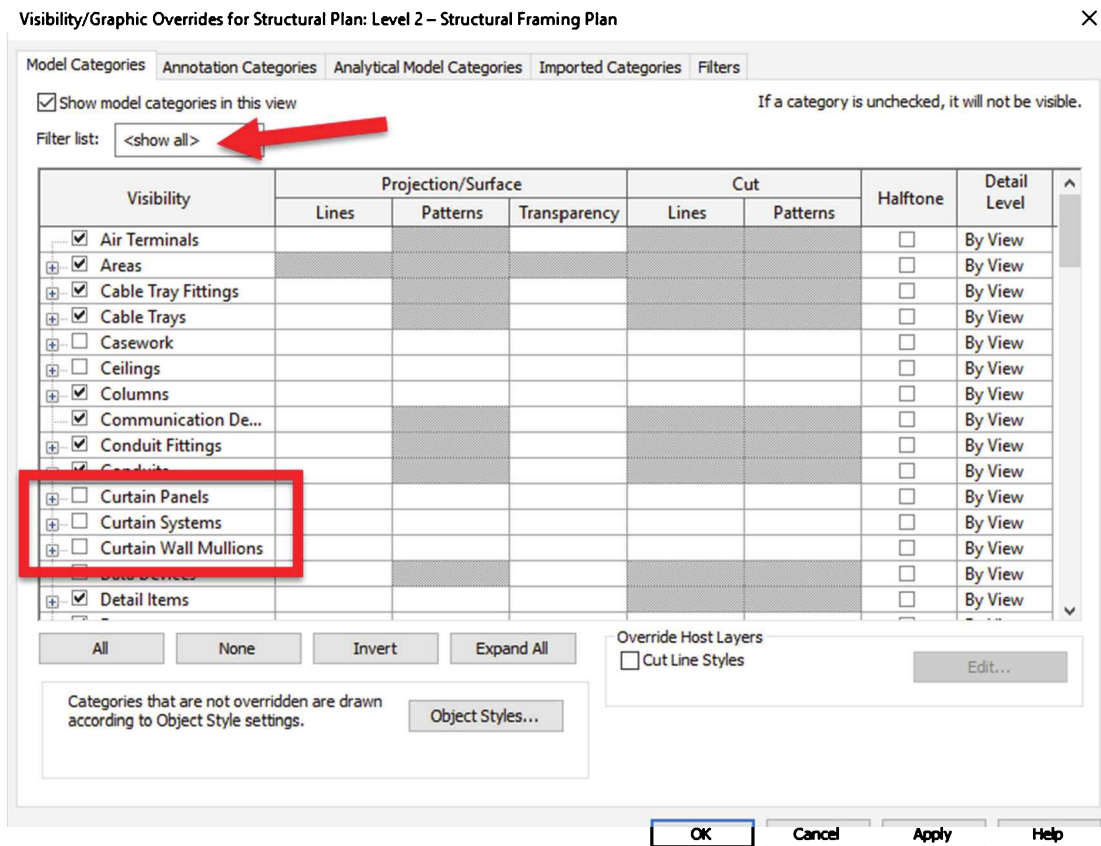 Visibility/Graphic Overrides for Structural Plan: Level 2 – Structural Framing Plan
Model Categories Annotation Categories Analytical Model Categories Imported Categories Filters
Show model categories in this view
If a category is unchecked, it will not be visible.
Filter list: <show all>
Visibility Projection/Surface Cut Halftone Detail Level
Lines Patterns Transparency Lines Patterns
Air Terminals By View
Areas By View
Cable Tray Fittings By View
Cable Trays By View
Casework By View
Ceilings By View
Columns By View
Communication De... By View
Conduit Fittings By View
Conduits By View
Curtain Panels By View
Curtain Systems By View
Curtain Wall Mullions By View
Data Devices By View
Detail Items By View
All None Invert Expand All
Override Host Layers
Cut Line Styles Edit...
Categories that are not overridden are drawn
according to Object Style settings.
Object Styles...
OK Cancel Apply Help